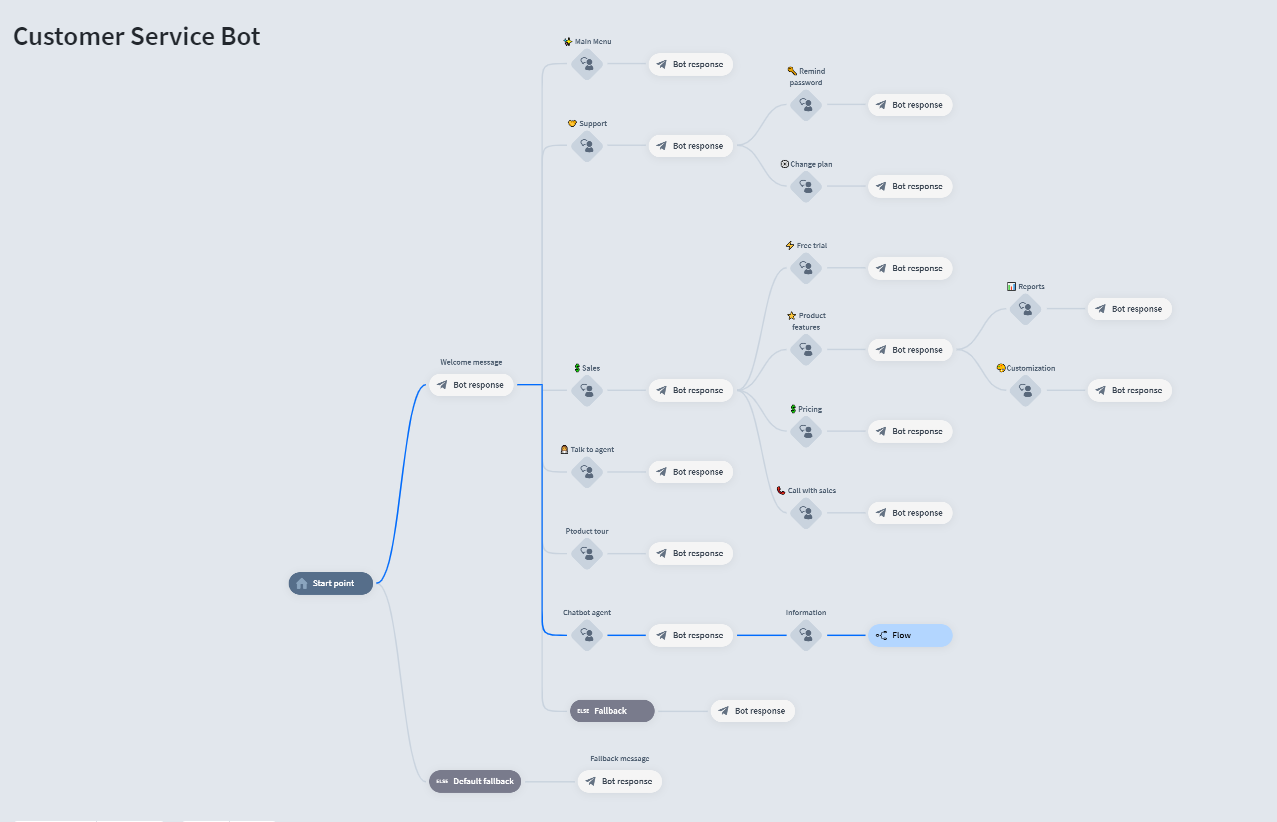 Customer Service Bot
Main Menu
Bot response
Remind
password
Bot response
Support
Bot response
Change plan
Bot response
Free trial
Bot response
Reports
Bot response
Product
features
Bot response
Welcome message
Bot response
Sales
Bot response
Customization
Bot response
Pricing
Bot response
Talk to agent
Bot response
Call with sales
Bot response
Product tour
Bot response
Start point
Chatbot agent
Bot response
Information
Flow
ELSE Fallback
Bot response
Fallback message
ELSE Default fallback
Bot response